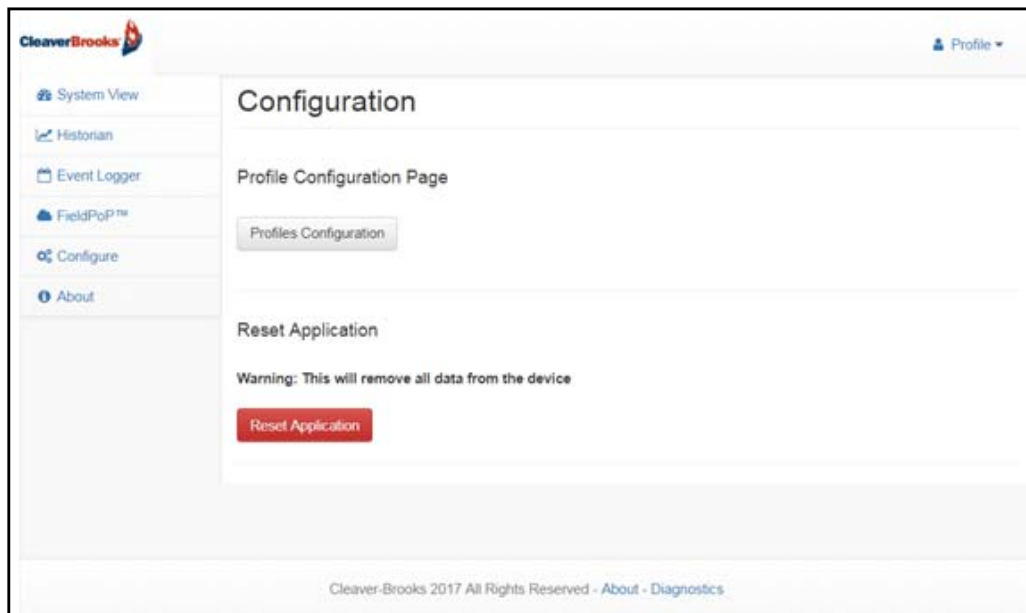 CleaverBrooks
Profile
System View
Historian
Event Logger
FieldPoP™
Configure
About
Configuration
Profile Configuration Page
Profiles Configuration
Reset Application
Warning: This will remove all data from the device
Reset Application
Cleaver-Brooks 2017 All Rights Reserved - About - Diagnostics